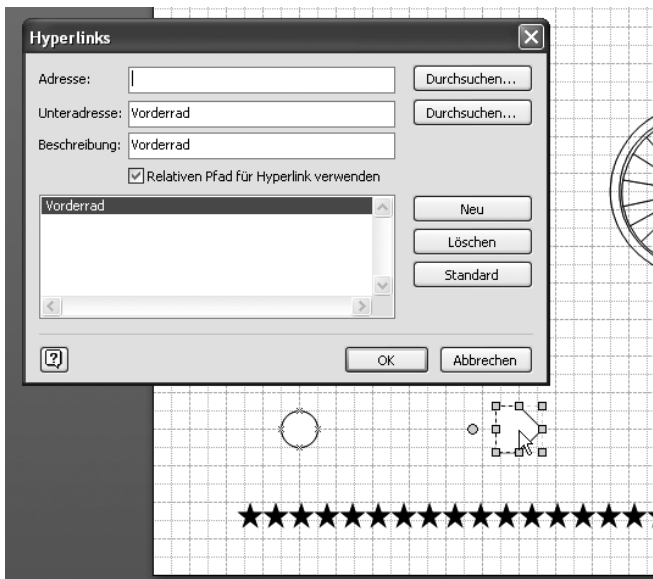 Hyperlinks
Adresse:
Durchsuchen...
Unteradresse: Vorderrad
Durchsuchen...
Beschreibung: Vorderrad
Relativen Pfad für Hyperlink verwenden
Vorderrad
Neu
Löschen
Standard
?
OK
Abbrechen